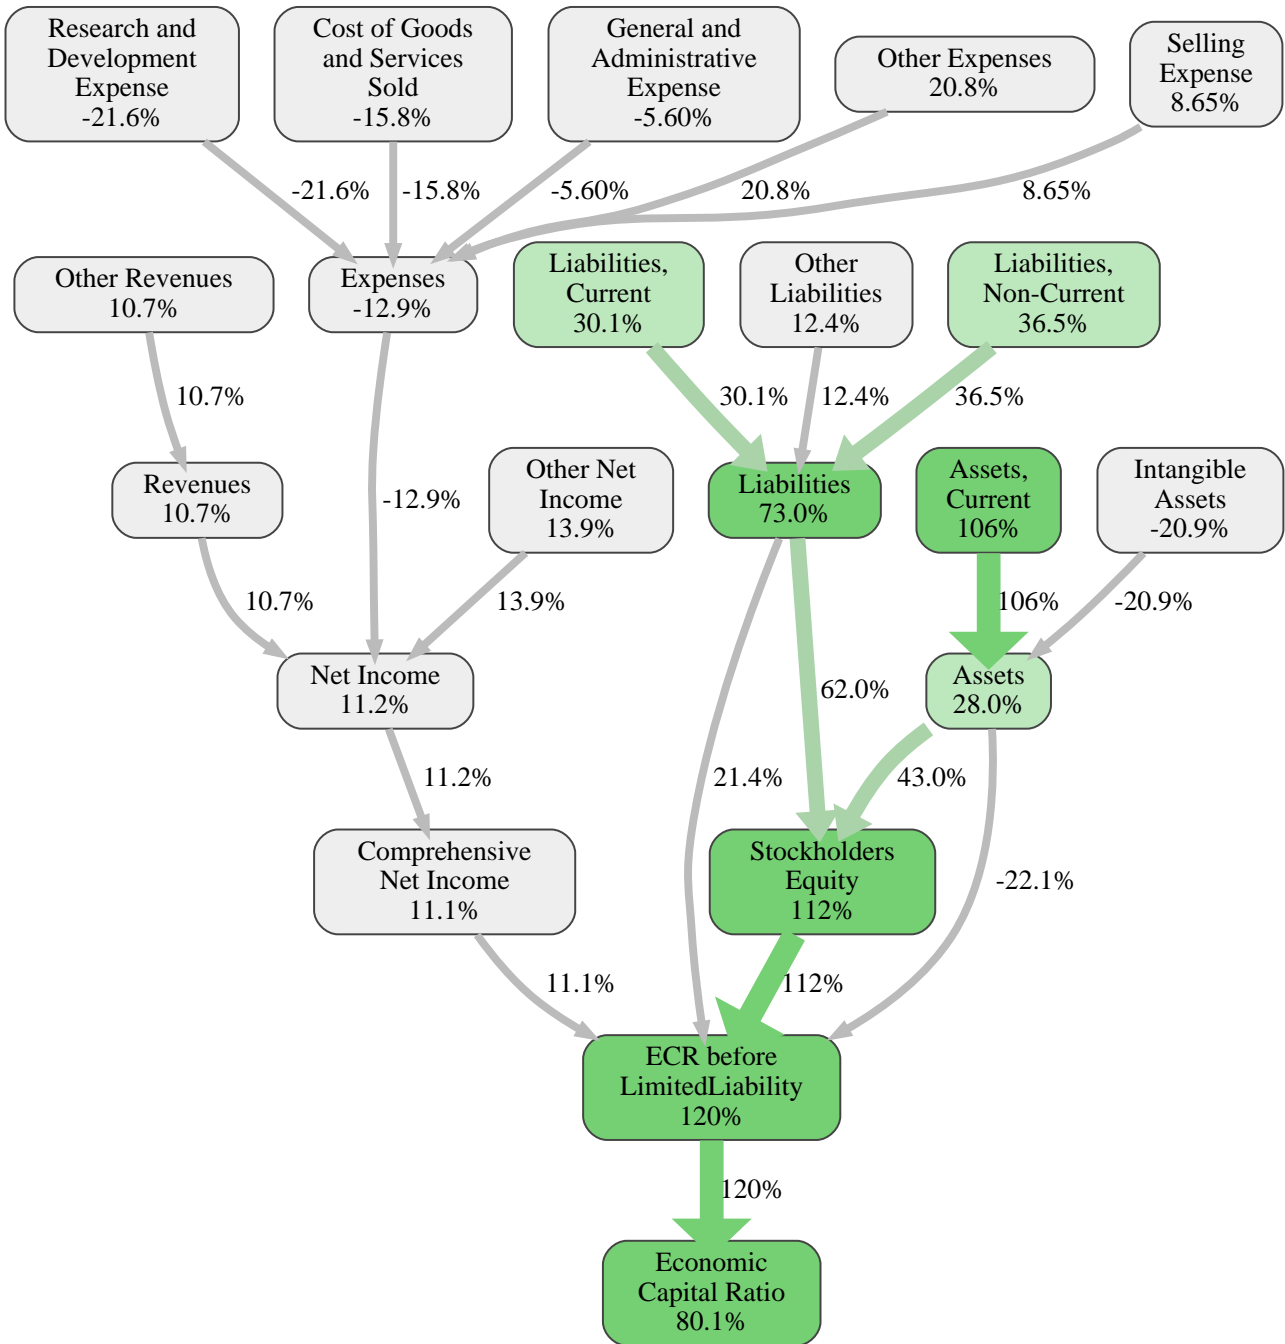 Research and
Development
Expense
-21.6%
Cost of Goods
and Services
Sold
-15.8%
General and
Administrative
Expense
-5.60%
Other Expenses
20.8%
Selling
Expense
8.65%
-21.6%
-15.8%
-5.60%
20.8%
8.65%
Other Revenues
10.7%
Expenses
-12.9%
Liabilities,
Current
30.1%
Other
Liabilities
12.4%
Liabilities,
Non-Current
36.5%
10.7%
30.1%
12.4%
36.5%
Revenues
10.7%
-12.9%
Other Net
Income
13.9%
Liabilities
73.0%
Assets,
Current
106%
Intangible
Assets
-20.9%
10.7%
13.9%
106%
-20.9%
Net Income
11.2%
62.0%
Assets
28.0%
11.2%
21.4%
43.0%
Comprehensive
Net Income
11.1%
Stockholders
Equity
112%
-22.1%
11.1%
112%
ECR before
LimitedLiability
120%
120%
Economic
Capital Ratio
80.1%